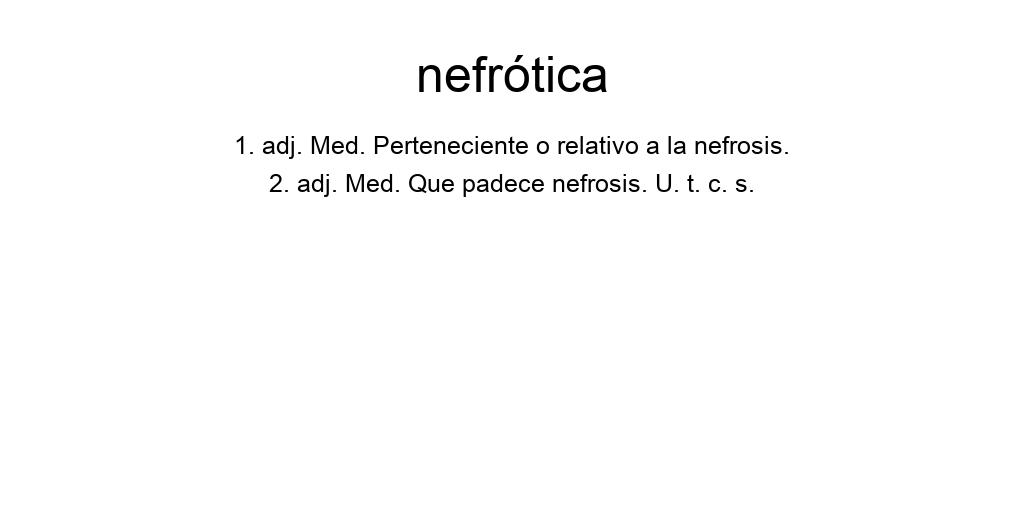 nefrótica
1. adj. Med. Perteneciente o relativo a la nefrosis.
2. adj. Med. Que padece nefrosis. U. t. c. s.